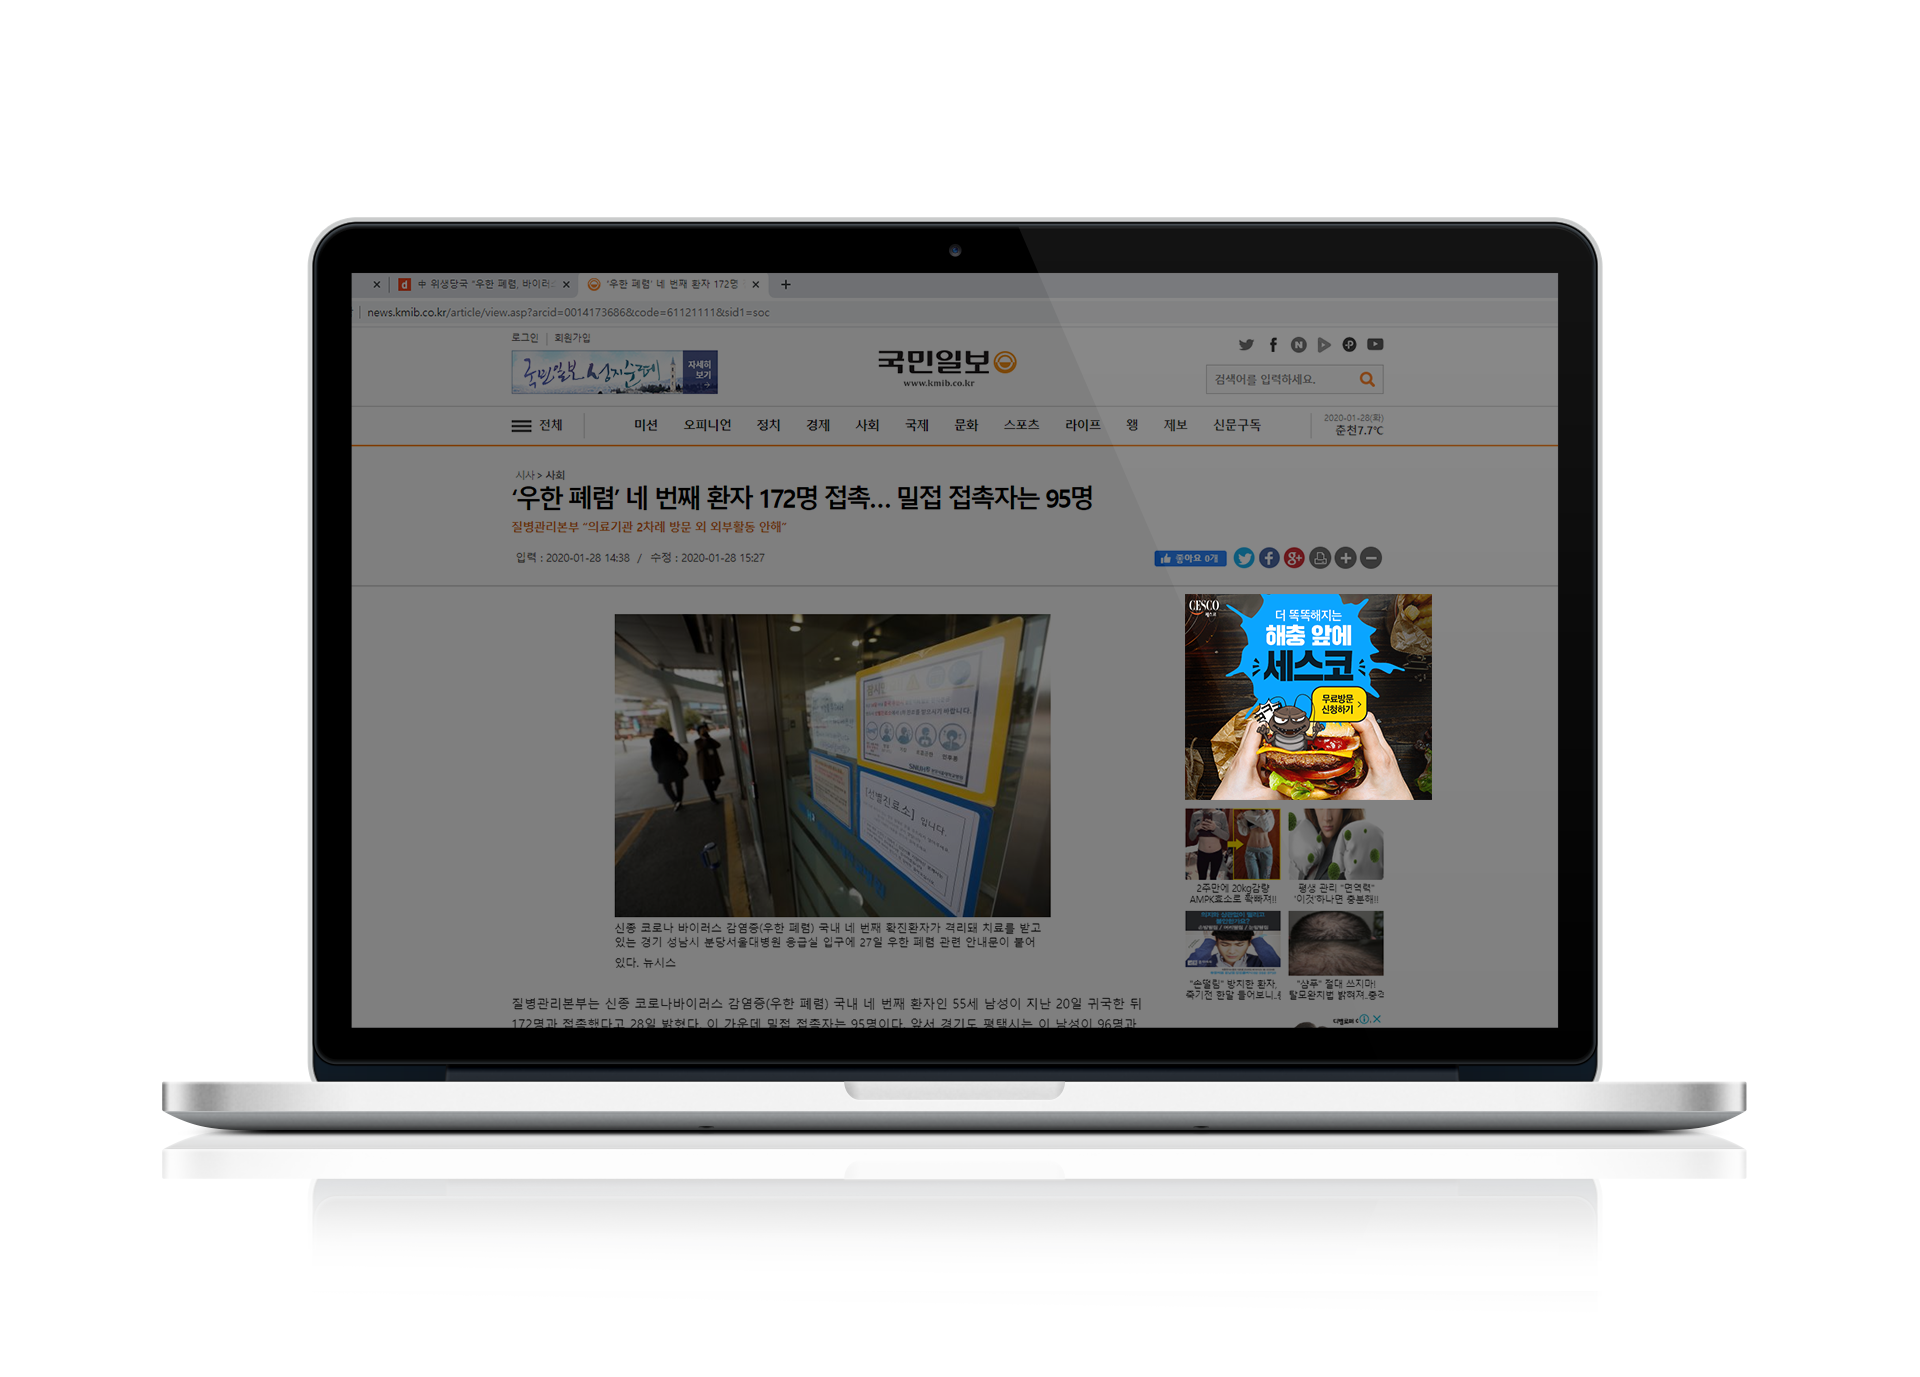 d 中 위생당국 "우한 폐렴, 바이러스
'우한 폐렴' 네 번째 환자 172명
news.kmib.co.kr/article/view.asp?arcid=0014173686&code=61121111&sid1=soc
로그인 | 회원가입
국민일보 성지순례
자세히
보기
국민일보
www.kmib.co.kr
검색어를 입력하세요.
전체
미션 오피니언 정치 경제 사회 국제 문화 스포츠 라이프 왱 제보 신문구독
2020-01-28(화)
춘천7.7℃
시사 > 사회
‘우한 폐렴’ 네 번째 환자 172명 접촉… 밀접 접촉자는 95명
질병관리본부 “의료기관 2차례 방문 외 외부활동 안해”
입력 : 2020-01-28 14:38 / 수정 : 2020-01-28 15:27
좋아요 0개
CESCO
세스코
더 똑똑해지는
해충 앞에
세스코
무료방문
신청하기 >
[선별진료소] 입니다.
신종 코로나 바이러스 감염증(우한 폐렴) 국내 네 번째 확진환자가 격리돼 치료를 받고
있는 경기 성남시 분당서울대병원 응급실 입구에 27일 우한 폐렴 관련 안내문이 붙어
있다. 뉴시스
질병관리본부는 신종 코로나바이러스 감염증(우한 폐렴) 국내 네 번째 환자인 55세 남성이 지난 20일 귀국한 뒤
172명과 접촉했다고 28일 밝혔다. 이 가운데 밀접 접촉자는 95명이다. 앞서 경기도 평택시는 이 남성이 96명과
2주만에 20kg감량
AMPK효소로 확빠져!!
평생 관리 "면역력"
'이것'하나면 충분해!!
"손떨림" 방치한 환자,
죽기전 한말 들어보니..
"샴푸" 절대 쓰지마!
탈모완치법 밝혀져..충격